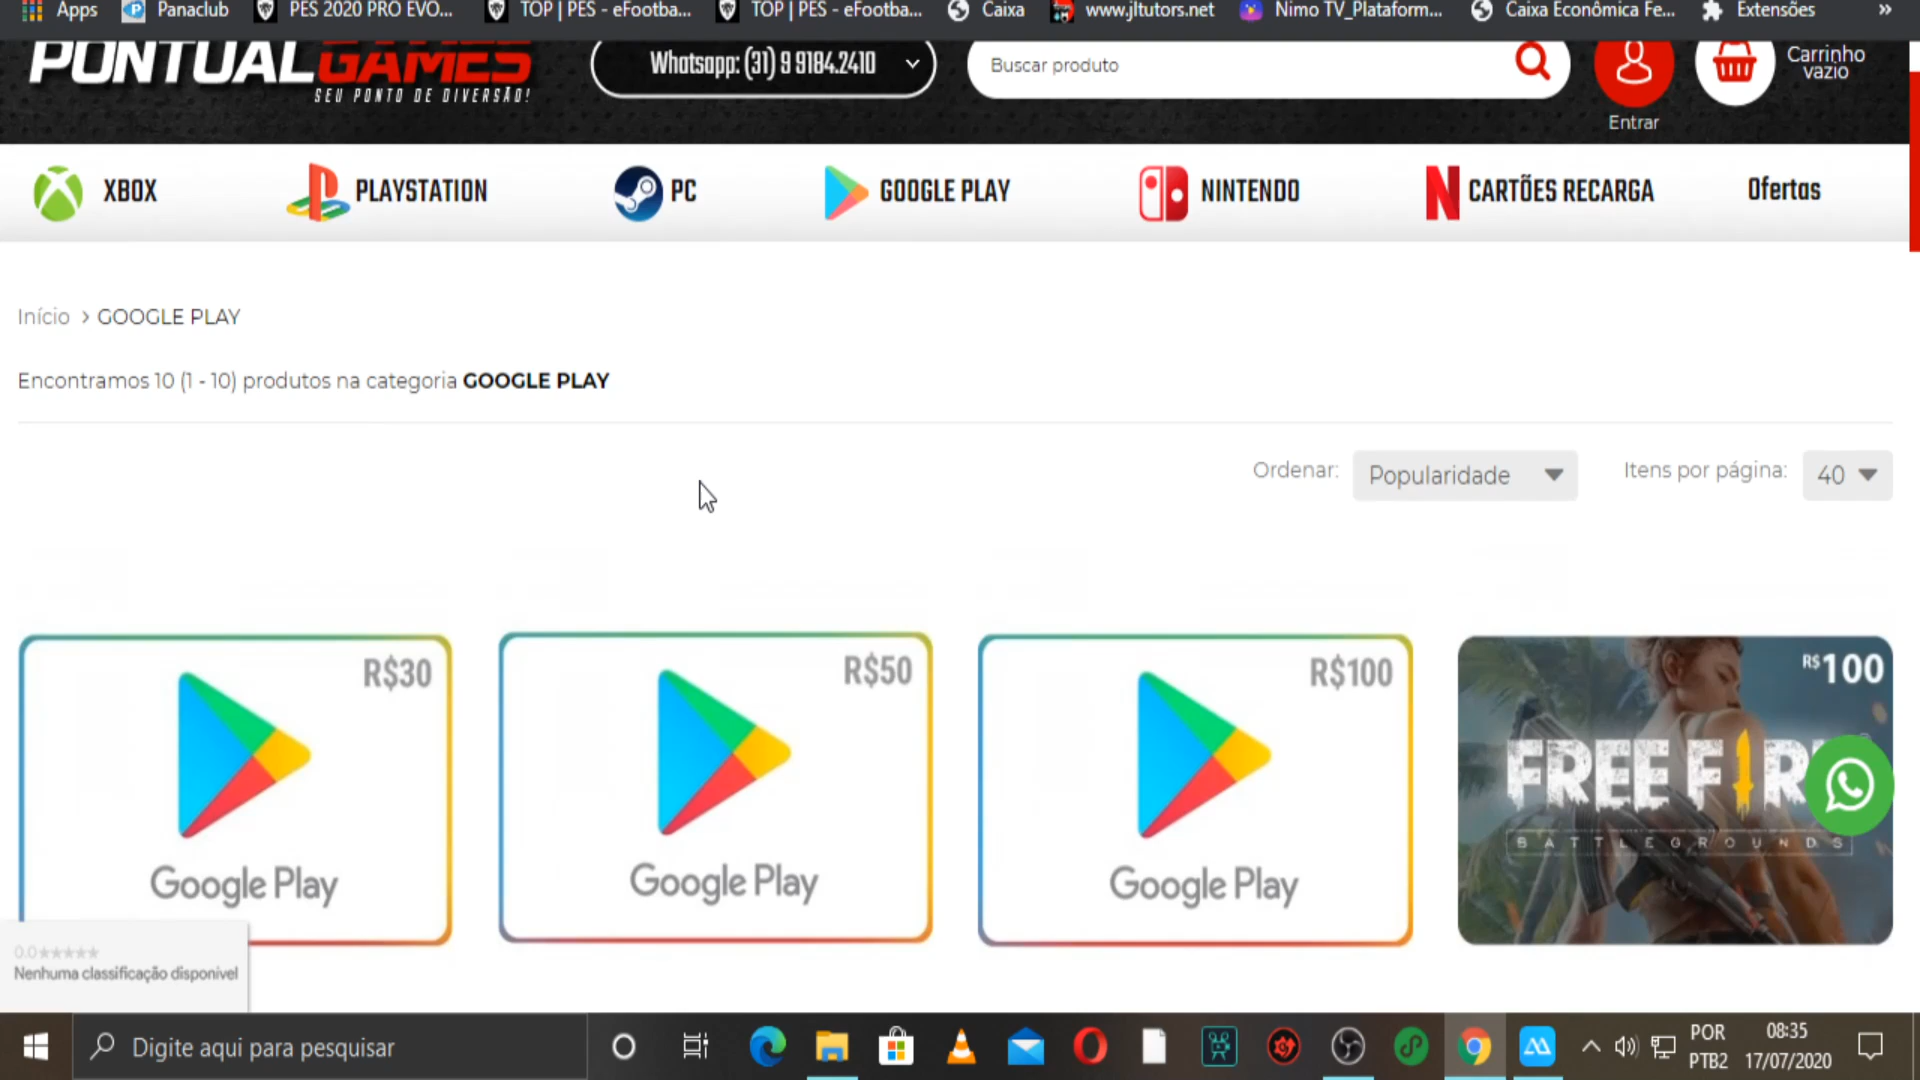 Apps Panaclub PES 2020 PRO EVO... TOP | PES - eFootba... TOP | PES - eFootba... Caixa www.jltutors.net Nimo TV_Plataform... Caixa Econômica Fe... Extensões »
PONTUALGAMES
SEU PONTO DE DIVERSÃO!
Whatsapp: (31) 9 9184.2410
Buscar produto
Entrar
Carrinho
vazio
XBOX PLAYSTATION PC GOOGLE PLAY NINTENDO CARTÕES RECARGA Ofertas
Início > GOOGLE PLAY
Encontramos 10 (1 - 10) produtos na categoria GOOGLE PLAY
Ordenar: Popularidade Itens por página: 40
R$30
Google Play
R$50
Google Play
R$100
Google Play
R$100
FREE FIR
BATTLEGROUNDS
0.0★★★★★
Nenhuma classificação disponível
Digite aqui para pesquisar
POR
PTB2
08:35
17/07/2020